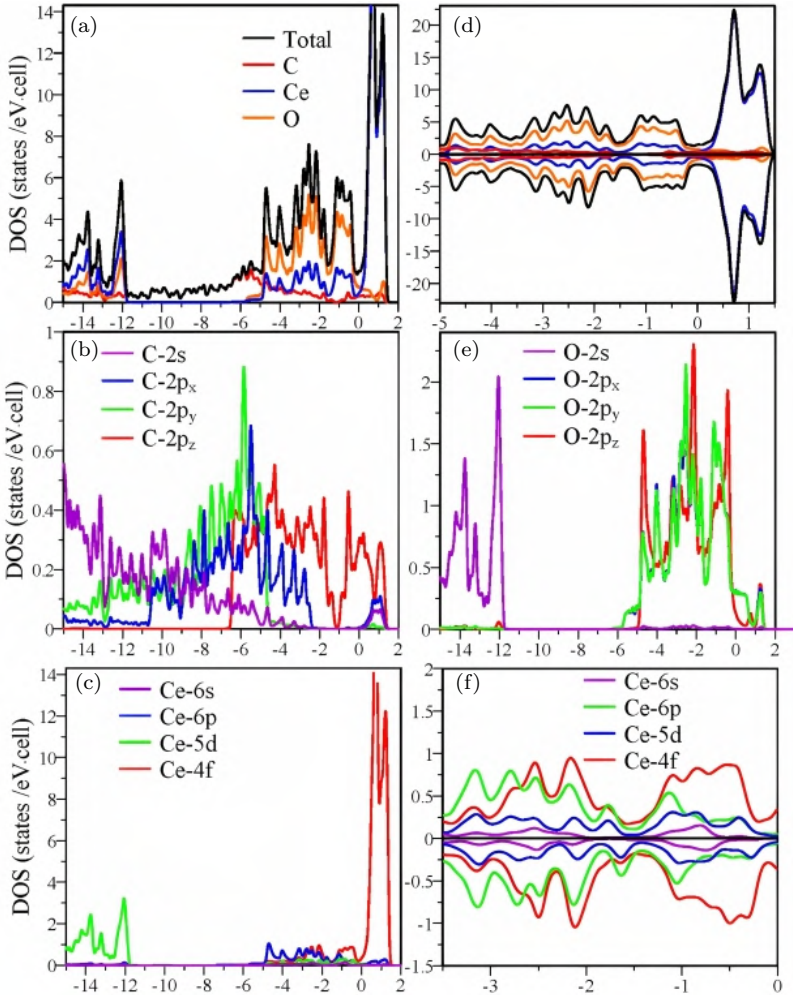 (a)
Total
C
Ce
O
DOS (states /eV·cell)
14
12
10
8
6
4
2
0
-14 -12 -10 -8 -6 -4 -2 0 2
(d)
20
15
10
5
0
-5
-10
-15
-20
-5 -4 -3 -2 -1 0 1
(b)
C-2s
C-2px
C-2py
C-2pz
DOS (states /eV·cell)
1
0.8
0.6
0.4
0.2
0
-14 -12 -10 -8 -6 -4 -2 0 2
(e)
O-2s
O-2px
O-2py
O-2pz
2
1.5
1
0.5
0
-14 -12 -10 -8 -6 -4 -2 0 2
(c)
Ce-6s
Ce-6p
Ce-5d
Ce-4f
DOS (states /eV·cell)
14
12
10
8
6
4
2
0
-14 -12 -10 -8 -6 -4 -2 0 2
(f)
Ce-6s
Ce-6p
Ce-5d
Ce-4f
2
1.5
1
0.5
0
-0.5
-1
-1.5
-3 -2 -1 0